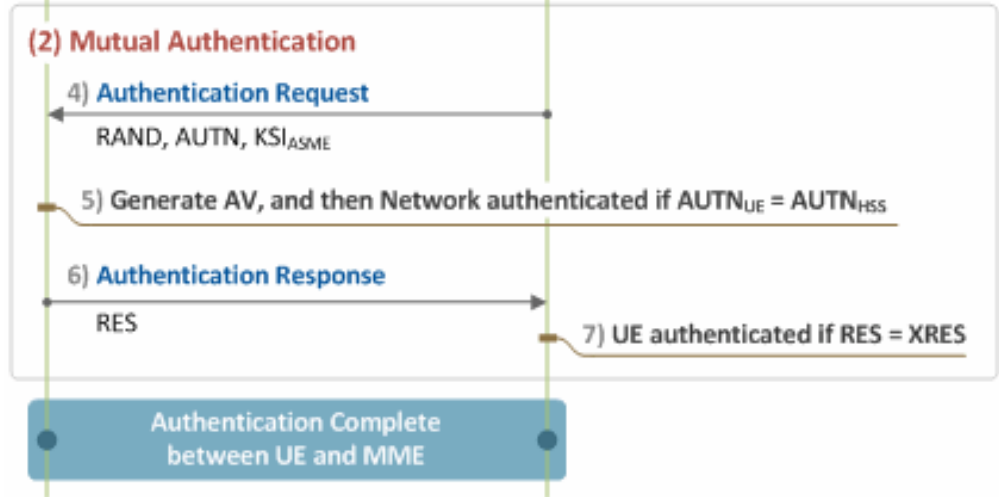 (2) Mutual Authentication
4) Authentication Request
RAND, AUTN, KSIASME
5) Generate AV, and then Network authenticated if AUTNUE = AUTNHSS
6) Authentication Response
RES
7) UE authenticated if RES = XRES
Authentication Complete
between UE and MME